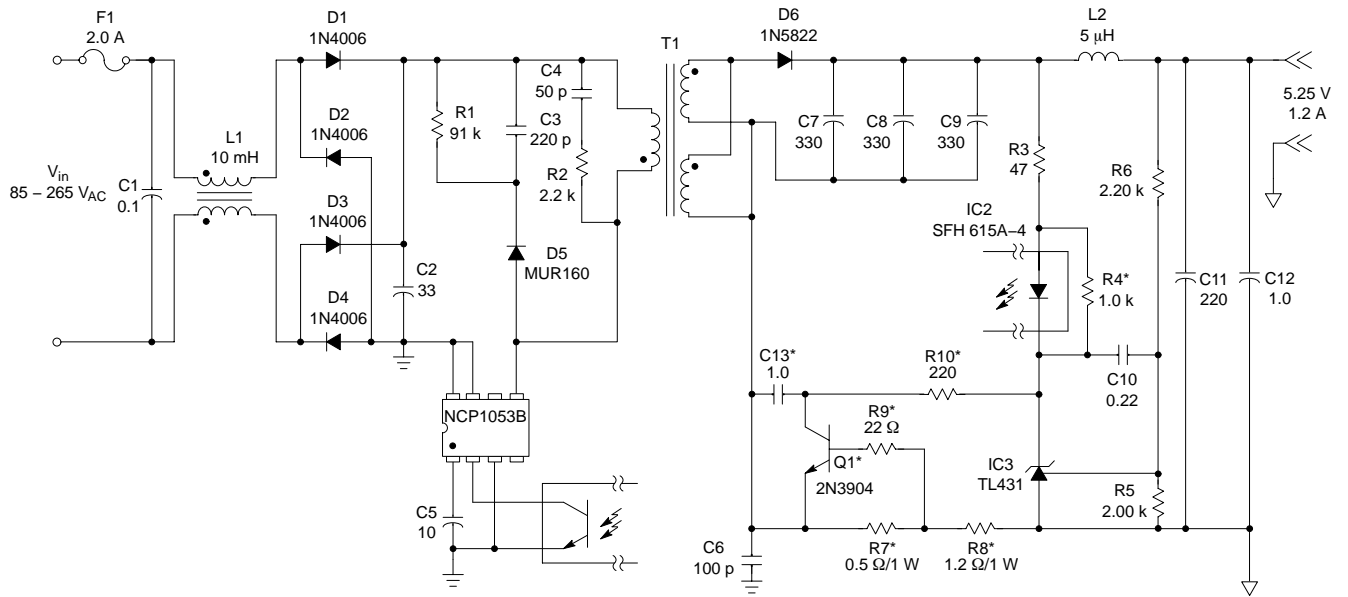 F1
2.0 A
V_in
85 – 265 V_AC
C1
0.1
L1
10 mH
D1
1N4006
D2
1N4006
D3
1N4006
D4
1N4006
C2
33
R1
91 k
C4
50 p
C3
220 p
R2
2.2 k
D5
MUR160
T1
NCP1053B
C5
10
D6
1N5822
C7
330
C8
330
C9
330
L2
5 μH
5.25 V
1.2 A
R3
47
R6
2.20 k
IC2
SFH 615A–4
R4*
1.0 k
C11
220
C12
1.0
C13*
1.0
R10*
220
C10
0.22
R9*
22 Ω
Q1*
2N3904
IC3
TL431
R5
2.00 k
C6
100 p
R7*
0.5 Ω/1 W
R8*
1.2 Ω/1 W